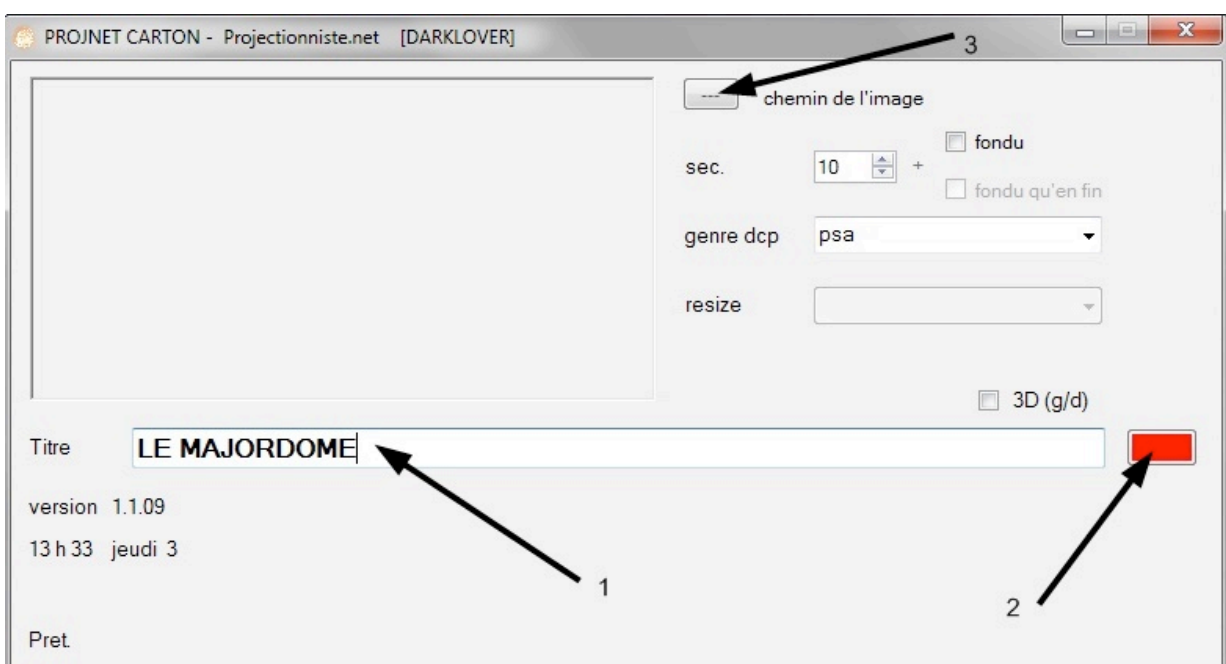 PROJNET CARTON - Projectionniste.net [DARKLOVER]
3
--- chemin de l'image
fondu
sec. 10 +
fondu qu'en fin
genre dcp psa
resize
3D (g/d)
Titre LE MAJORDOME
version 1.1.09
13 h 33 jeudi 3
1
2
Pret.